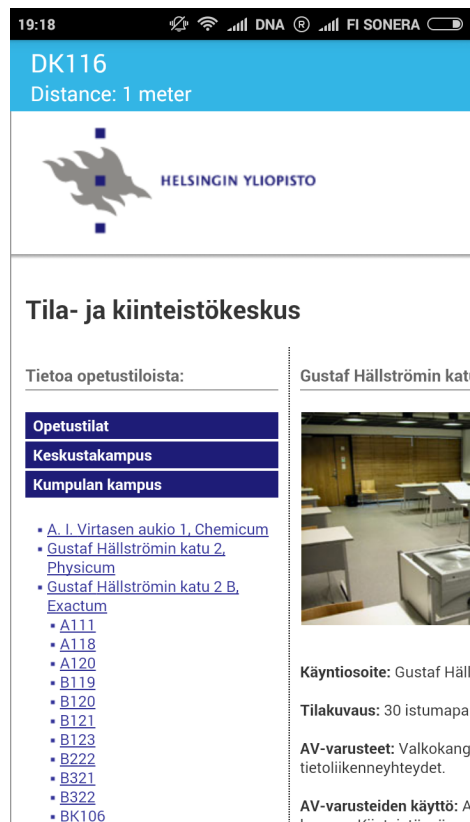 19:18 DNA ® FI SONERA
DK116
Distance: 1 meter
HELSINGIN YLIOPISTO
Tila- ja kiinteistökeskus
Tietoa opetustiloista:
Opetustilat
Keskustakampus
Kumpulan kampus
A. I. Virtasen aukio 1, Chemicum
Gustaf Hällströmin katu 2,
Physicum
Gustaf Hällströmin katu 2 B,
Exactum
A111
A118
A120
B119
B120
B121
B123
B222
B321
B322
BK106
Gustaf Hällströmin katu
Käyntiosoite: Gustaf Häll
Tilakuvaus: 30 istumapa
AV-varusteet: Valkokang
tietoliikenneyhteydet.
AV-varusteiden käyttö: A